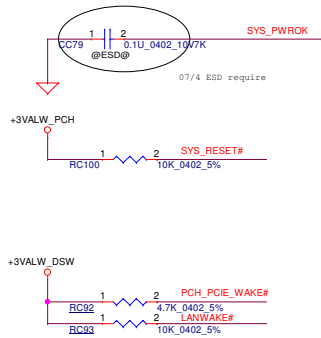 SYS_PWROK
1 2
CC79 0.1U_0402_10V7K
@ESD@
07/4 ESD require
+3VALW_PCH
SYS_RESET#
1 2
RC100 10K_0402_5%
+3VALW_DSW
PCH_PCIE_WAKE#
1 2
RC92 4.7K_0402_5%
LANWAKE#
1 2
RC93 10K_0402_5%